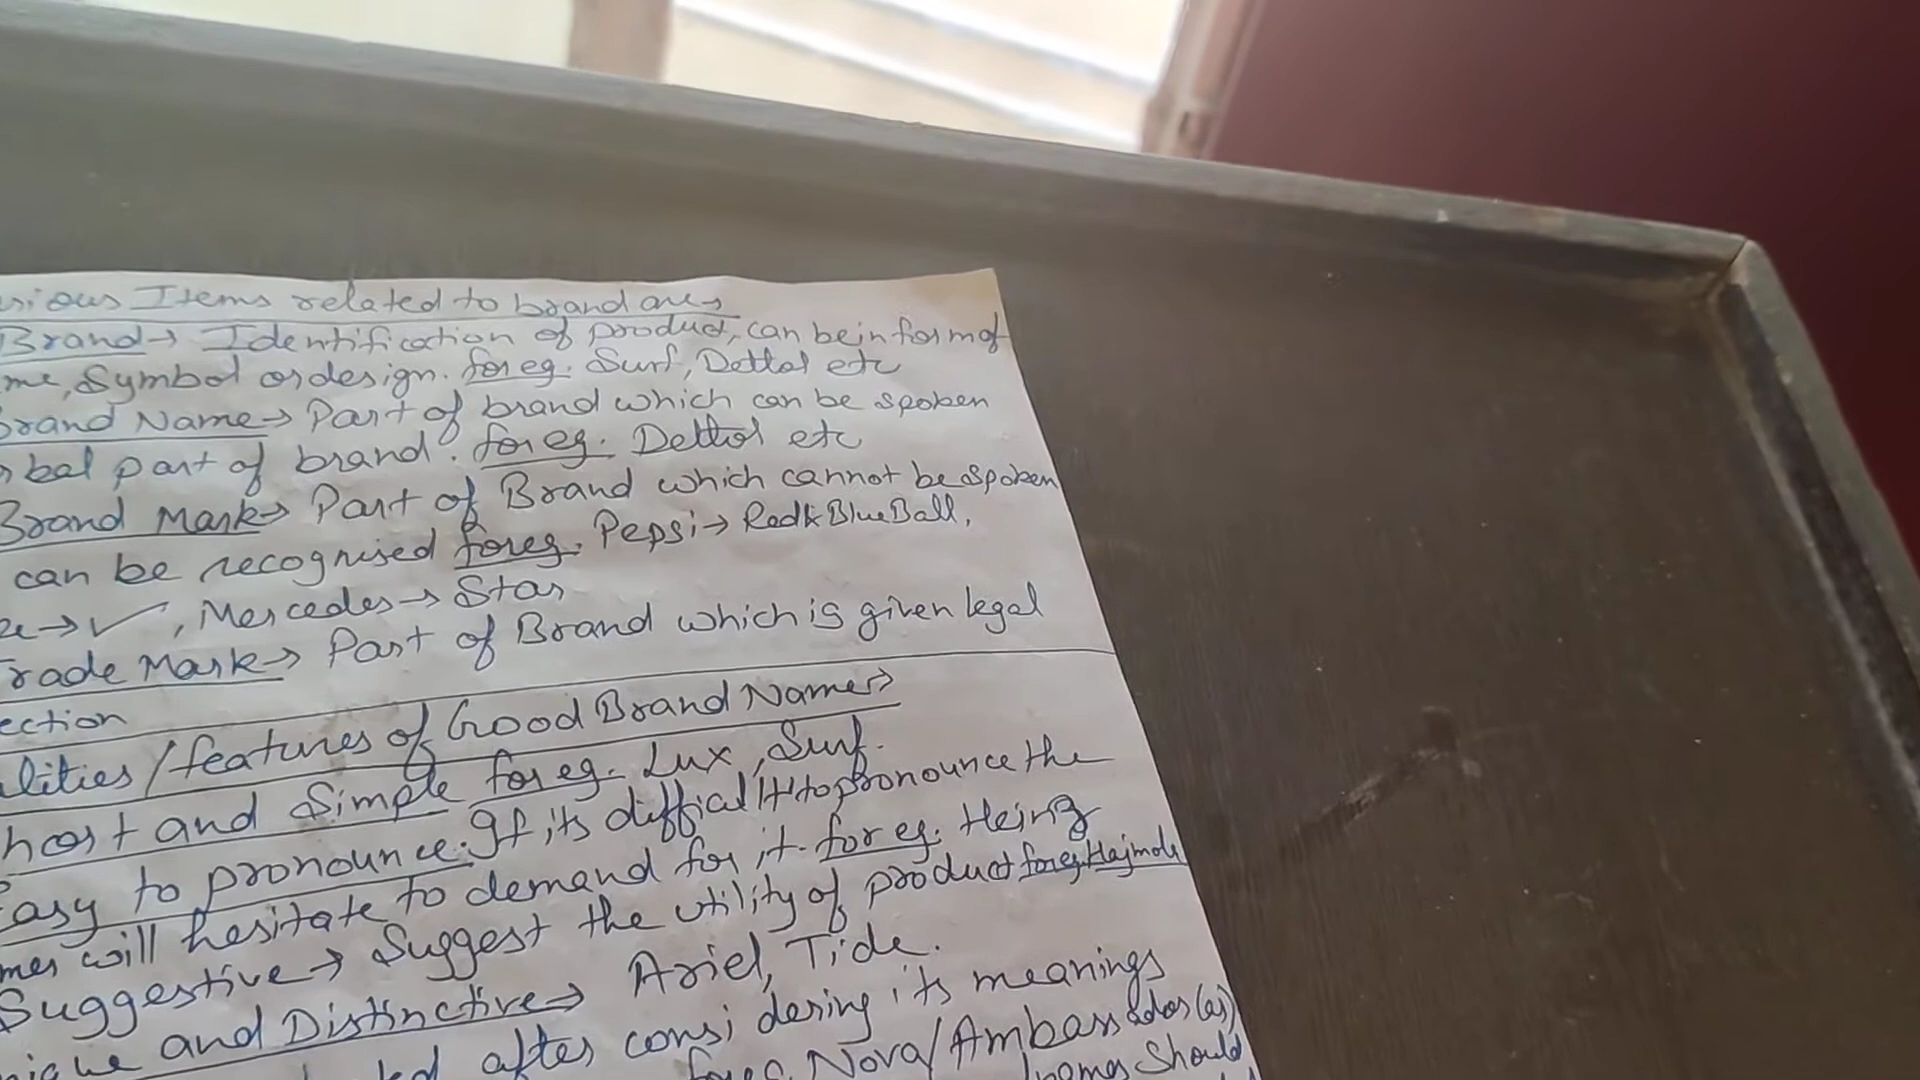 rious Items related to brand are→
Brand→ Identification of product, can be in form of
me, Symbol or design. for eg. Surf, Dettol etc
Brand Name→ Part of brand which can be spoken
rbal part of brand. for eg. Dettol etc
Brand Mark→ Part of Brand which cannot be spoken
can be recognised for eg. Pepsi→ Red & Blue Ball,
→✓, Mercedes→ Star
Trade Mark→ Part of Brand which is given legal
ection
alities/features of Good Brand Name→
hort and Simple for eg. Lux, Surf.
Easy to pronounce. If its difficult to pronounce the
mer will hesitate to demand for it. for eg. Heinz
Suggestive→ Suggest the utility of product for eg. Hajmola
nique and Distinctive→ Ariel, Tide.
after considering its meanings
for eg. Nova/Ambassador (as)
names Should